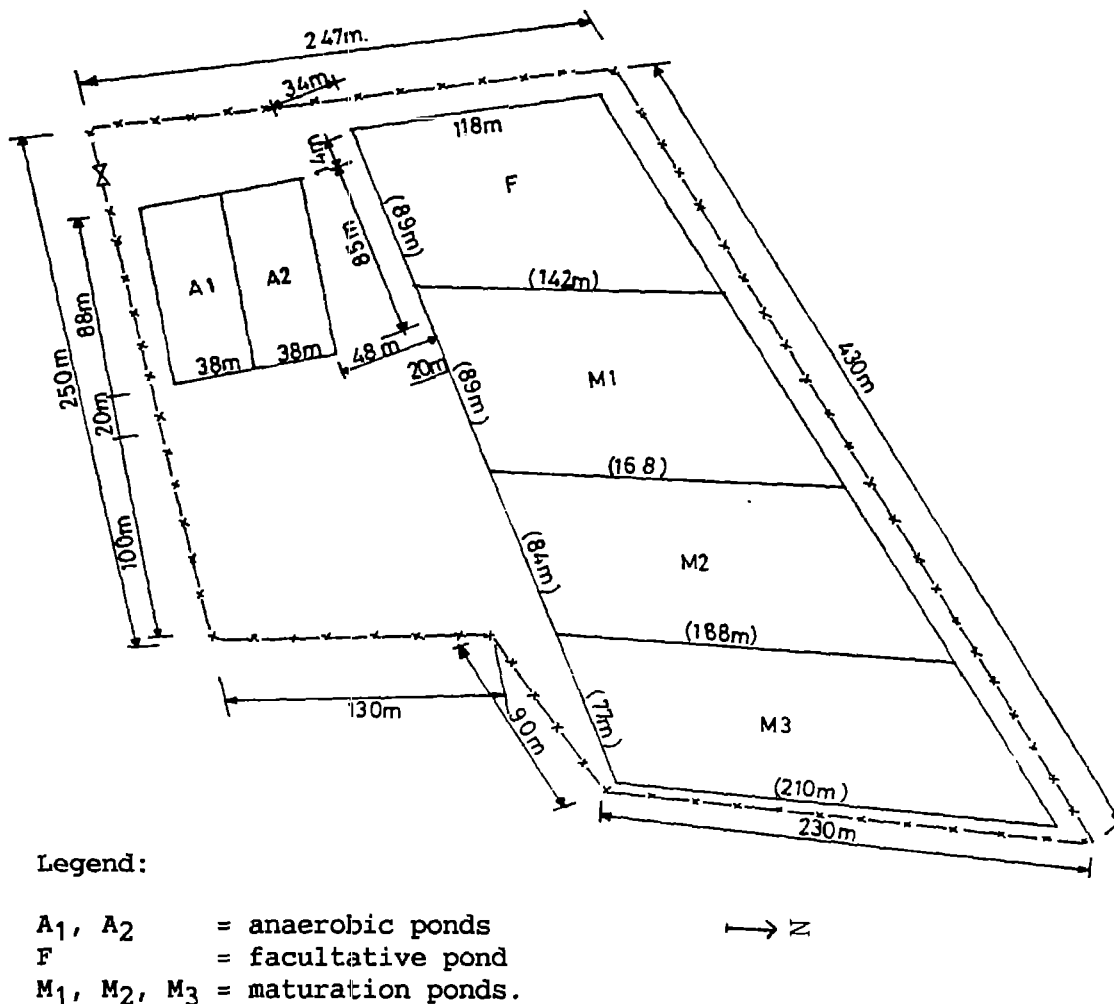 247m.
34m
118m
14m
F
(89m)
85m
A1
A2
(142m)
88m
38m
38m
48m
20m
250m
430m
M1
(89m)
20m
(168)
100m
(84m)
M2
(188m)
130m
90m
(77m)
M3
(210m)
230m
Legend:
A1, A2 = anaerobic ponds
N
F = facultative pond
M1, M2, M3 = maturation ponds.